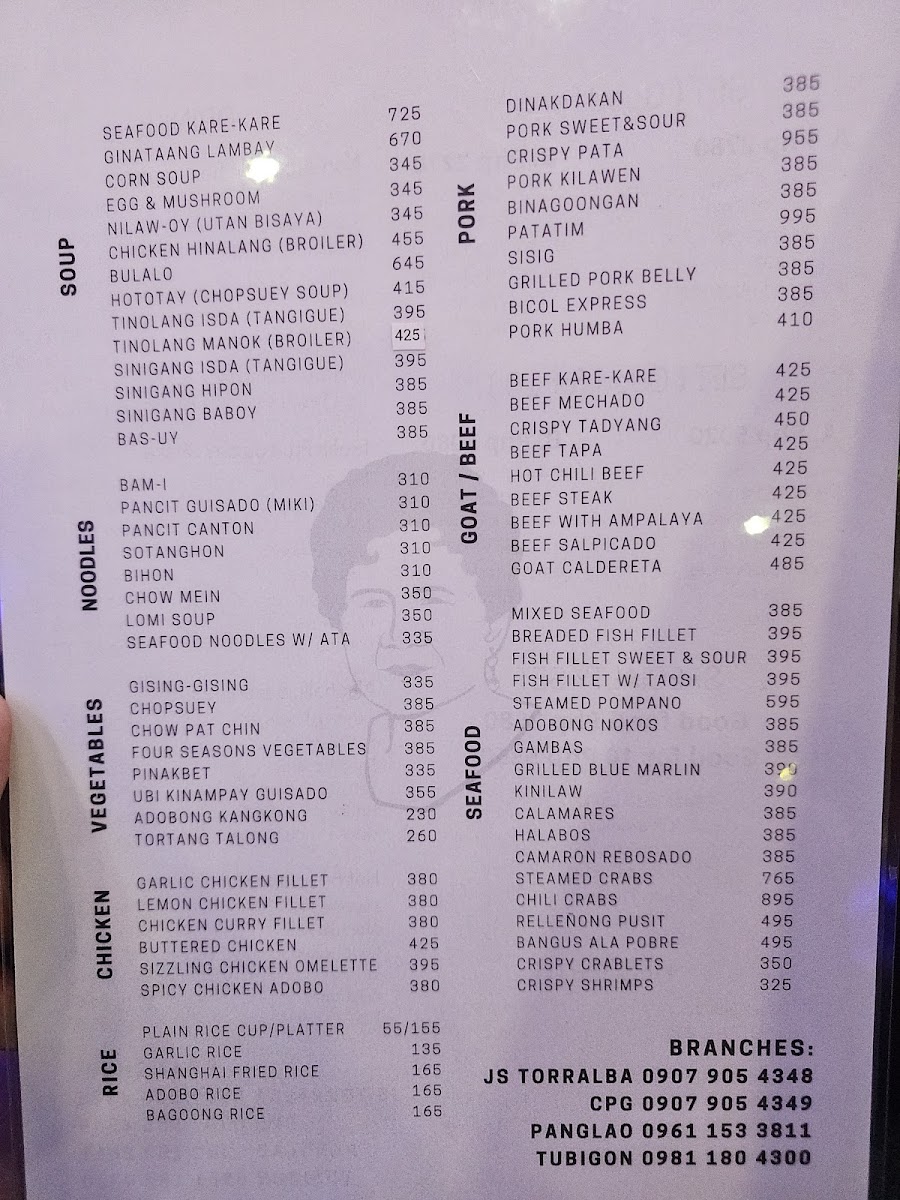 SOUP
SEAFOOD KARE-KARE 725
GINATAANG LAMBAY 670
CORN SOUP 345
EGG & MUSHROOM 345
NILAW-OY (UTAN BISAYA) 345
CHICKEN HINALANG (BROILER) 455
BULALO 645
HOTOTAY (CHOPSUEY SOUP) 415
TINOLANG ISDA (TANGIGUE) 395
TINOLANG MANOK (BROILER) 425
SINIGANG ISDA (TANGIGUE) 395
SINIGANG HIPON 385
SINIGANG BABOY 385
BAS-UY 385
NOODLES
BAM-I 310
PANCIT GUISADO (MIKI) 310
PANCIT CANTON 310
SOTANGHON 310
BIHON 310
CHOW MEIN 350
LOMI SOUP 350
SEAFOOD NOODLES W/ ATA 335
VEGETABLES
GISING-GISING 335
CHOPSUEY 385
CHOW PAT CHIN 385
FOUR SEASONS VEGETABLES 385
PINAKBET 335
UBI KINAMPAY GUISADO 355
ADOBONG KANGKONG 230
TORTANG TALONG 260
CHICKEN
GARLIC CHICKEN FILLET 380
LEMON CHICKEN FILLET 380
CHICKEN CURRY FILLET 380
BUTTERED CHICKEN 425
SIZZLING CHICKEN OMELETTE 395
SPICY CHICKEN ADOBO 380
RICE
PLAIN RICE CUP/PLATTER 55/155
GARLIC RICE 135
SHANGHAI FRIED RICE 165
ADOBO RICE 165
BAGOONG RICE 165
PORK
DINAKDAKAN 385
PORK SWEET&SOUR 385
CRISPY PATA 955
PORK KILAWEN 385
BINAGOONGAN 385
PATATIM 995
SISIG 385
GRILLED PORK BELLY 385
BICOL EXPRESS 385
PORK HUMBA 410
GOAT / BEEF
BEEF KARE-KARE 425
BEEF MECHADO 425
CRISPY TADYANG 450
BEEF TAPA 425
HOT CHILI BEEF 425
BEEF STEAK 425
BEEF WITH AMPALAYA 425
BEEF SALPICADO 425
GOAT CALDERETA 485
SEAFOOD
MIXED SEAFOOD 385
BREADED FISH FILLET 395
FISH FILLET SWEET & SOUR 395
FISH FILLET W/ TAOSI 395
STEAMED POMPANO 595
ADOBONG NOKOS 385
GAMBAS 385
GRILLED BLUE MARLIN 390
KINILAW 390
CALAMARES 385
HALABOS 385
CAMARON REBOSADO 385
STEAMED CRABS 765
CHILI CRABS 895
RELLEÑONG PUSIT 495
BANGUS ALA POBRE 495
CRISPY CRABLETS 350
CRISPY SHRIMPS 325
BRANCHES:
JS TORRALBA 0907 905 4348
CPG 0907 905 4349
PANGLAO 0961 153 3811
TUBIGON 0981 180 4300